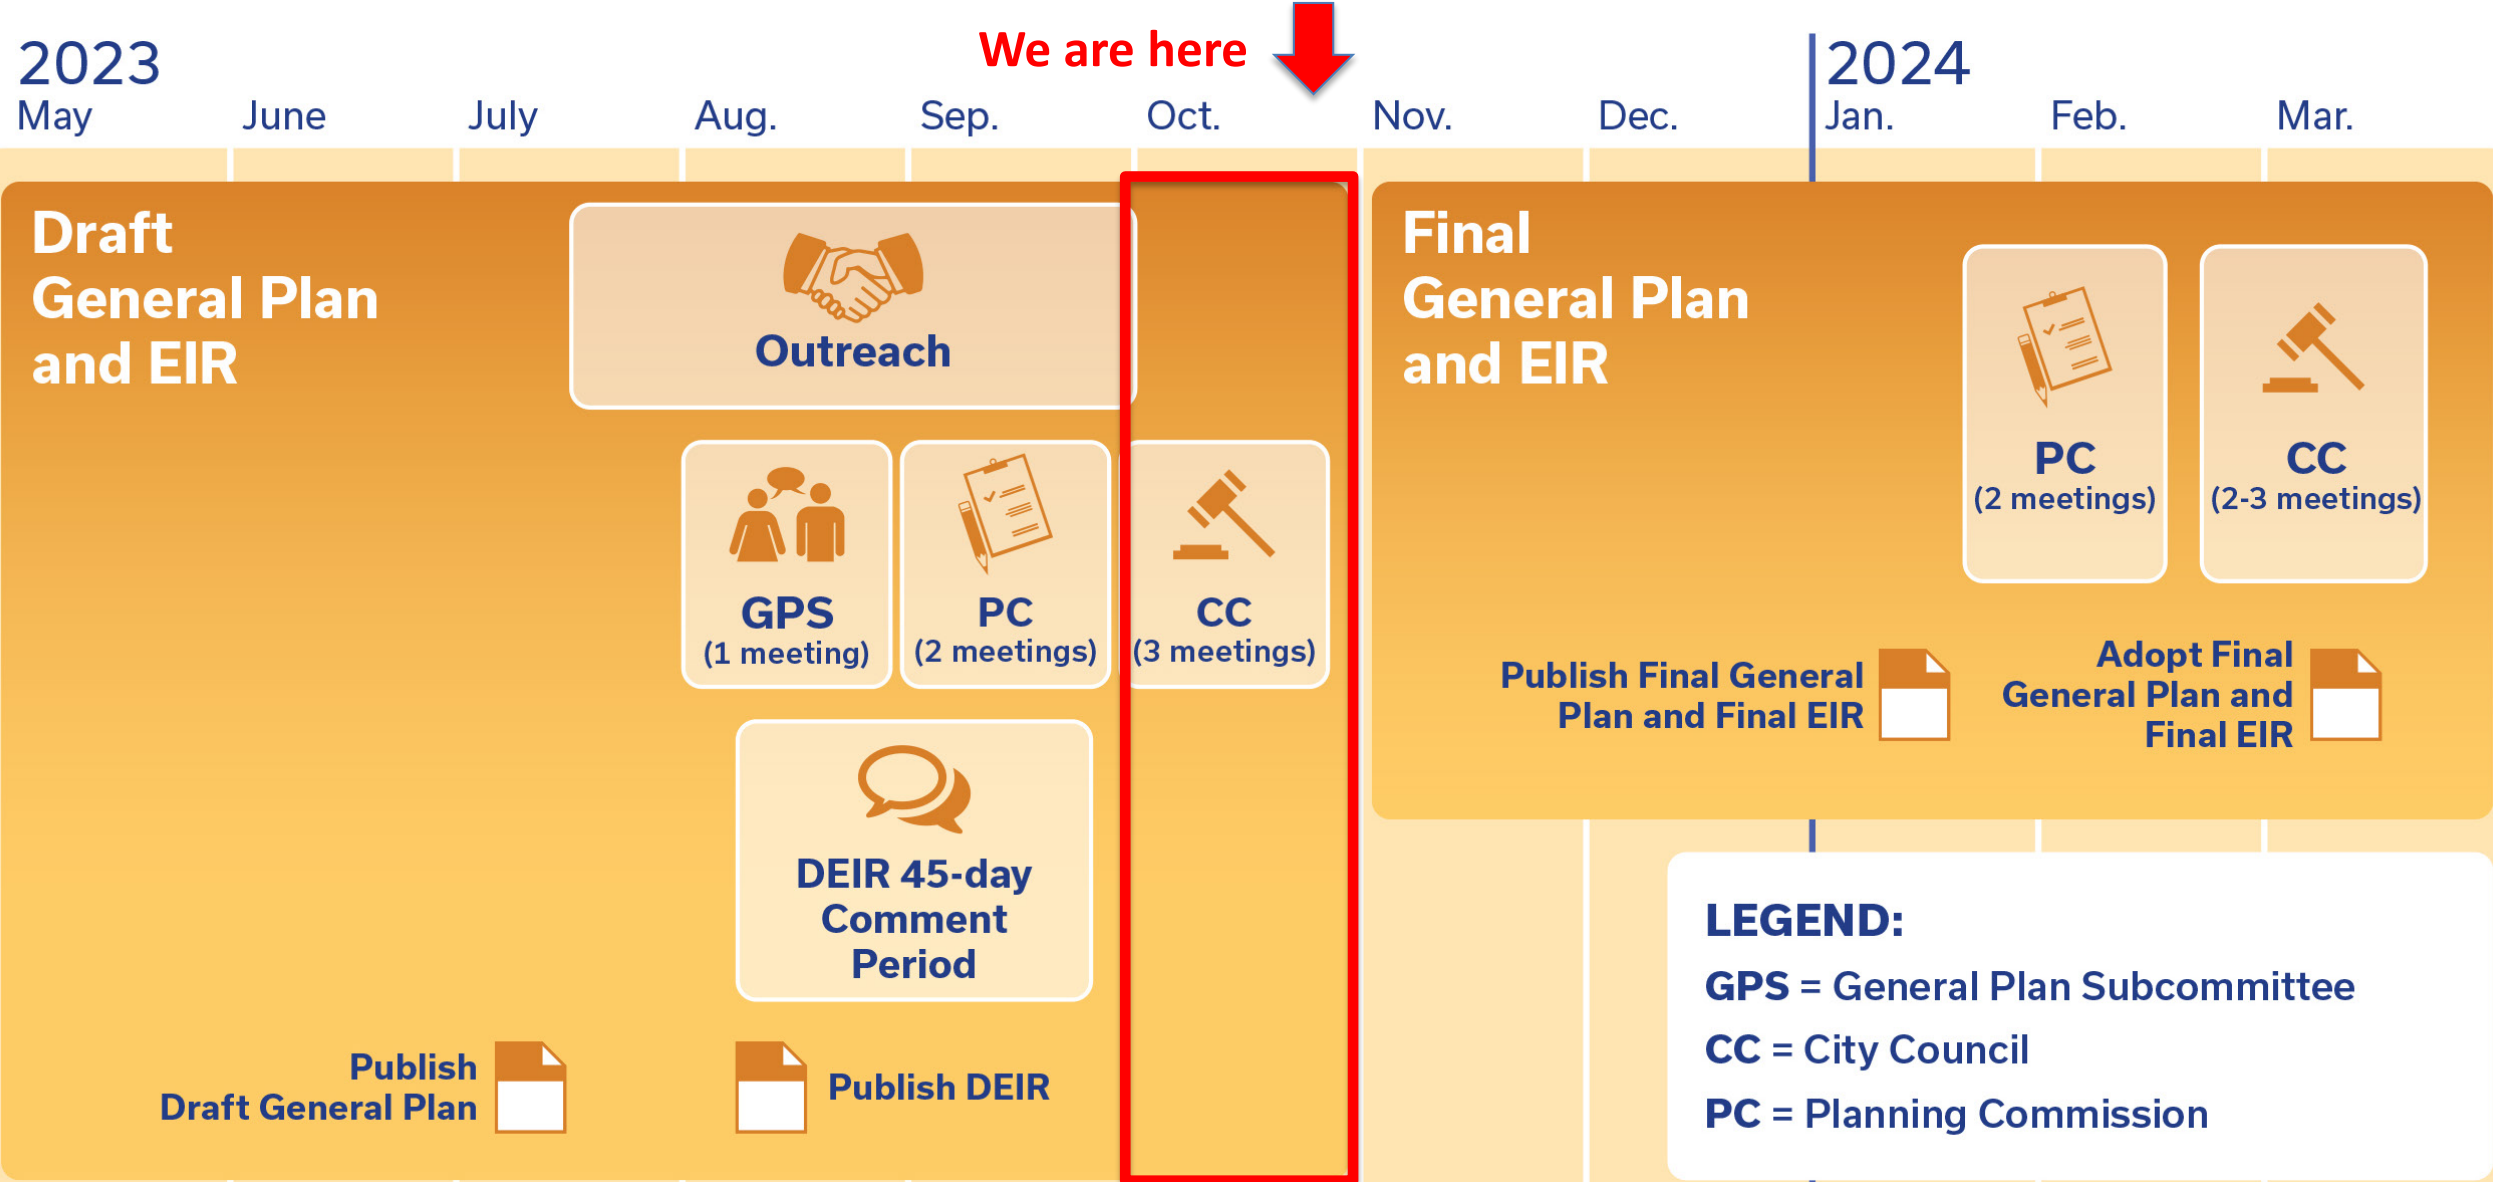 We are here
2023
2024
May
June
July
Aug.
Sep.
Oct.
Nov.
Dec.
Jan.
Feb.
Mar.
Draft
General Plan
and EIR
Outreach
GPS
(1 meeting)
PC
(2 meetings)
CC
(3 meetings)
DEIR 45-day
Comment
Period
Publish
Draft General Plan
Publish DEIR
Final
General Plan
and EIR
PC
(2 meetings)
CC
(2-3 meetings)
Publish Final General
Plan and Final EIR
Adopt Final
General Plan and
Final EIR
LEGEND:
GPS = General Plan Subcommittee
CC = City Council
PC = Planning Commission